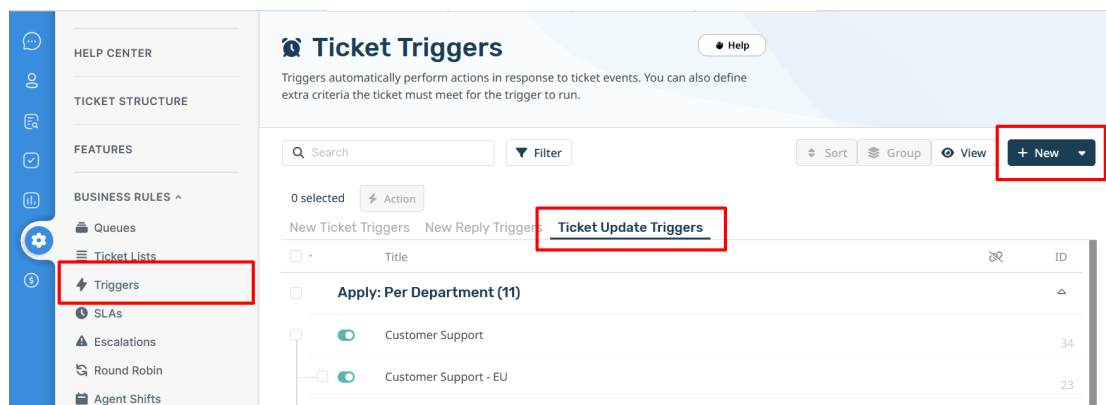 HELP CENTER
TICKET STRUCTURE
FEATURES
BUSINESS RULES
Queues
Ticket Lists
Triggers
SLAs
Escalations
Round Robin
Agent Shifts
Ticket Triggers
Help
Triggers automatically perform actions in response to ticket events. You can also define
extra criteria the ticket must meet for the trigger to run.
Search
Filter
Sort
Group
View
+ New
0 selected
Action
New Ticket Triggers
New Reply Triggers
Ticket Update Triggers
Title
ID
Apply: Per Department (11)
Customer Support
34
Customer Support - EU
23